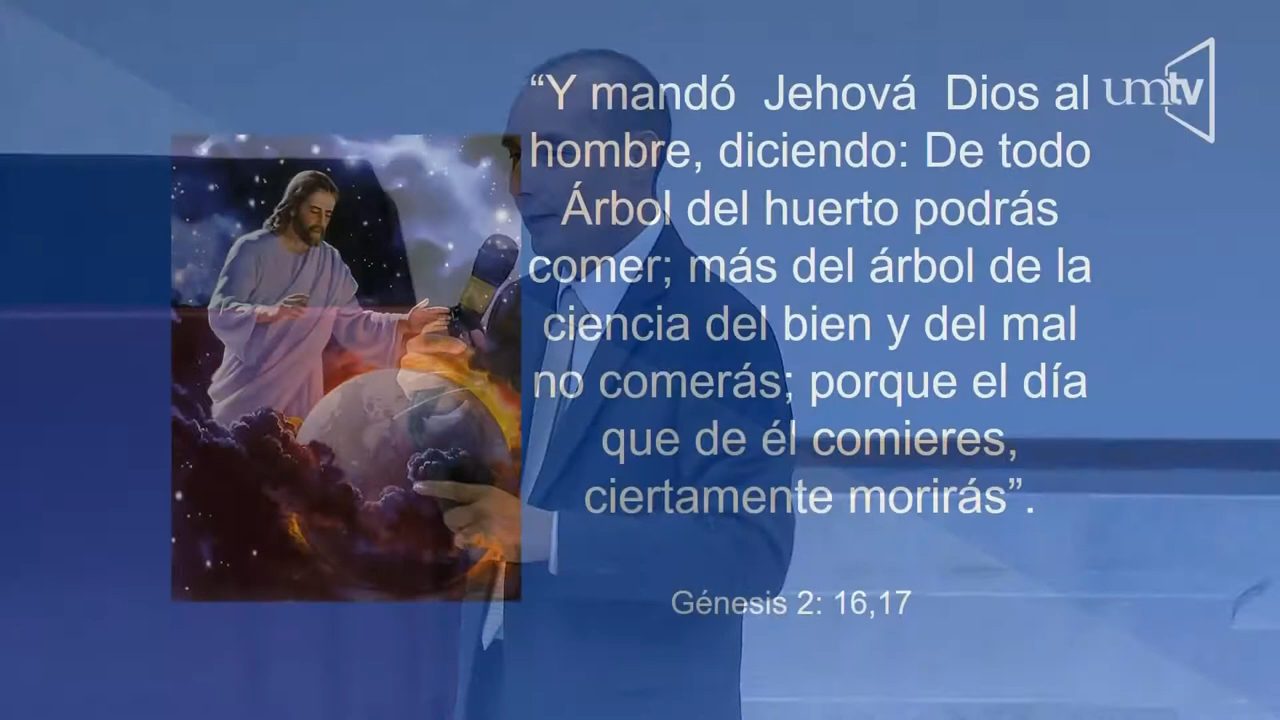 “Y mandó Jehová Dios al
hombre, diciendo: De todo
Árbol del huerto podrás
comer; más del árbol de la
ciencia del bien y del mal
no comerás; porque el día
que de él comieres,
ciertamente morirás”.
Génesis 2: 16,17
umtv